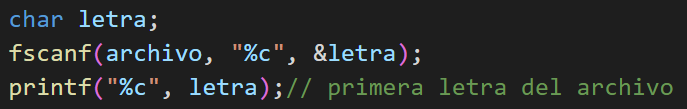 char letra;
fscanf(archivo, "%c", &letra);
printf("%c", letra);// primera letra del archivo